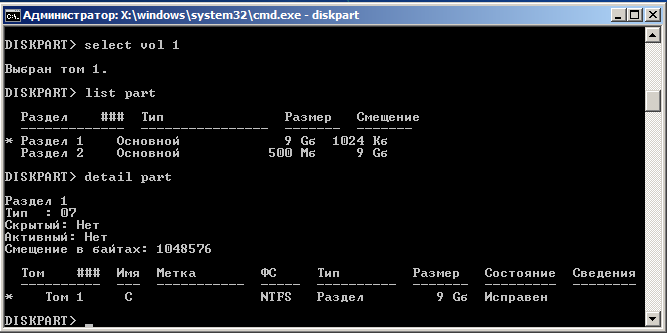 Администратор: X:\windows\system32\cmd.exe - diskpart
DISKPART> select vol 1
Выбран том 1.
DISKPART> list part
Раздел    ###  Тип               Размер   Смещение
-------------  ----------------  -------  -------
* Раздел 1    Основной             9 Gб  1024 Kб
Раздел 2    Основной           500 Mб     9 Gб
DISKPART> detail part
Раздел 1
Тип  : 07
Скрытый: Нет
Активный: Нет
Смещение в байтах: 1048576
Том    ###  Имя  Метка        ФС     Тип         Размер   Состояние  Сведения
----------  ---  -----------  -----  ----------  -------  ---------  --------
*     Том 1     C                NTFS   Раздел         9 Gб  Исправен
DISKPART> _